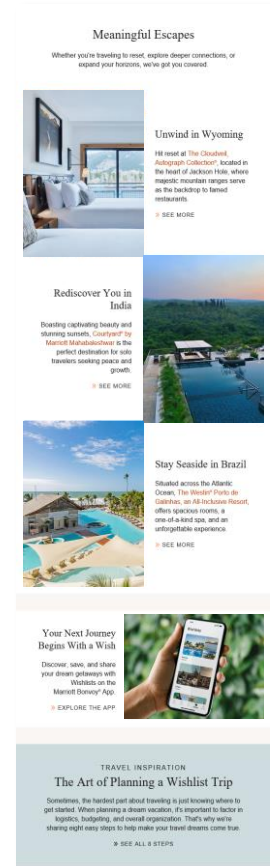 Meaningful Escapes
Whether you're traveling to reset, explore deeper connections, or
expand your horizons, we've got you covered.
Unwind in Wyoming
Hit reset at The Cloudveil,
Autograph Collection®, located in
the heart of Jackson Hole, where
majestic mountain ranges serve
as the backdrop to famed
restaurants.
» SEE MORE
Rediscover You in
India
Boasting captivating beauty and
stunning sunsets, Courtyard® by
Marriott Mahabaleshwar is the
perfect destination for solo
travelers seeking peace and
growth.
» SEE MORE
Stay Seaside in Brazil
Situated across the Atlantic
Ocean, The Westin® Porto de
Galinhas, an All-Inclusive Resort,
offers spacious rooms, a
one-of-a-kind spa, and an
unforgettable experience.
» SEE MORE
Your Next Journey
Begins With a Wish
Discover, save, and share
your dream getaways with
Wishlists on the
Marriott Bonvoy® App.
» EXPLORE THE APP
TRAVEL INSPIRATION
The Art of Planning a Wishlist Trip
Sometimes, the hardest part about traveling is just knowing where to
get started. When planning a dream vacation, it's important to factor in
logistics, budgeting, and overall organization. That's why we're
sharing eight easy steps to help make your travel dreams come true.
» SEE ALL 8 STEPS